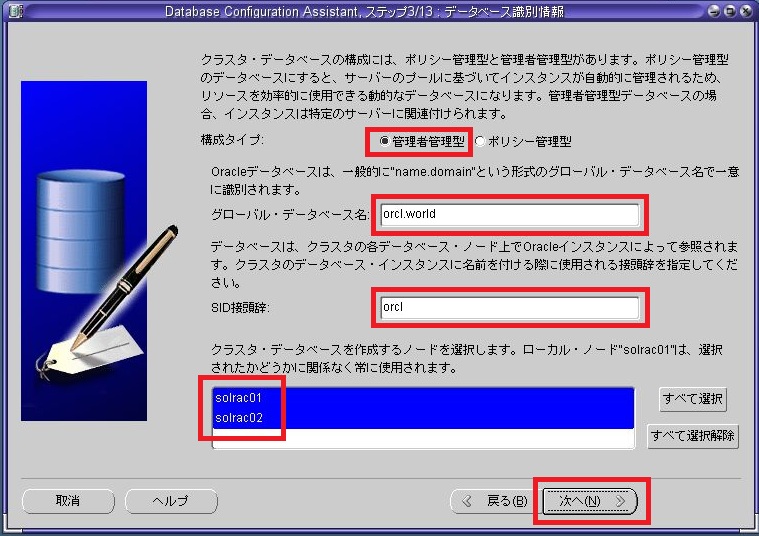 Database Configuration Assistant, ステップ3/13 : データベース識別情報
クラスタ・データベースの構成には、ポリシー管理型と管理者管理型があります。ポリシー管理型
のデータベースにすると、サーバーのプールに基づいてインスタンスが自動的に管理されるため、
リソースを効率的に使用できる動的なデータベースになります。管理者管理型データベースの場
合、インスタンスは特定のサーバーに関連付けられます。
構成タイプ: 管理者管理型 ポリシー管理型
Oracleデータベースは、一般的に"name.domain"という形式のグローバル・データベース名で一意
に識別されます。
グローバル・データベース名: orcl.world
データベースは、クラスタの各データベース・ノード上でOracleインスタンスによって参照されま
す。クラスタのデータベース・インスタンスに名前を付ける際に使用される接頭辞を指定してくだ
さい。
SID接頭辞: orcl
クラスタ・データベースを作成するノードを選択します。ローカル・ノード"solrac01"は、選択
されたかどうかに関係なく常に使用されます。
solrac01
solrac02
すべて選択
すべて選択解除
取消 ヘルプ 戻る(B) 次へ(N)